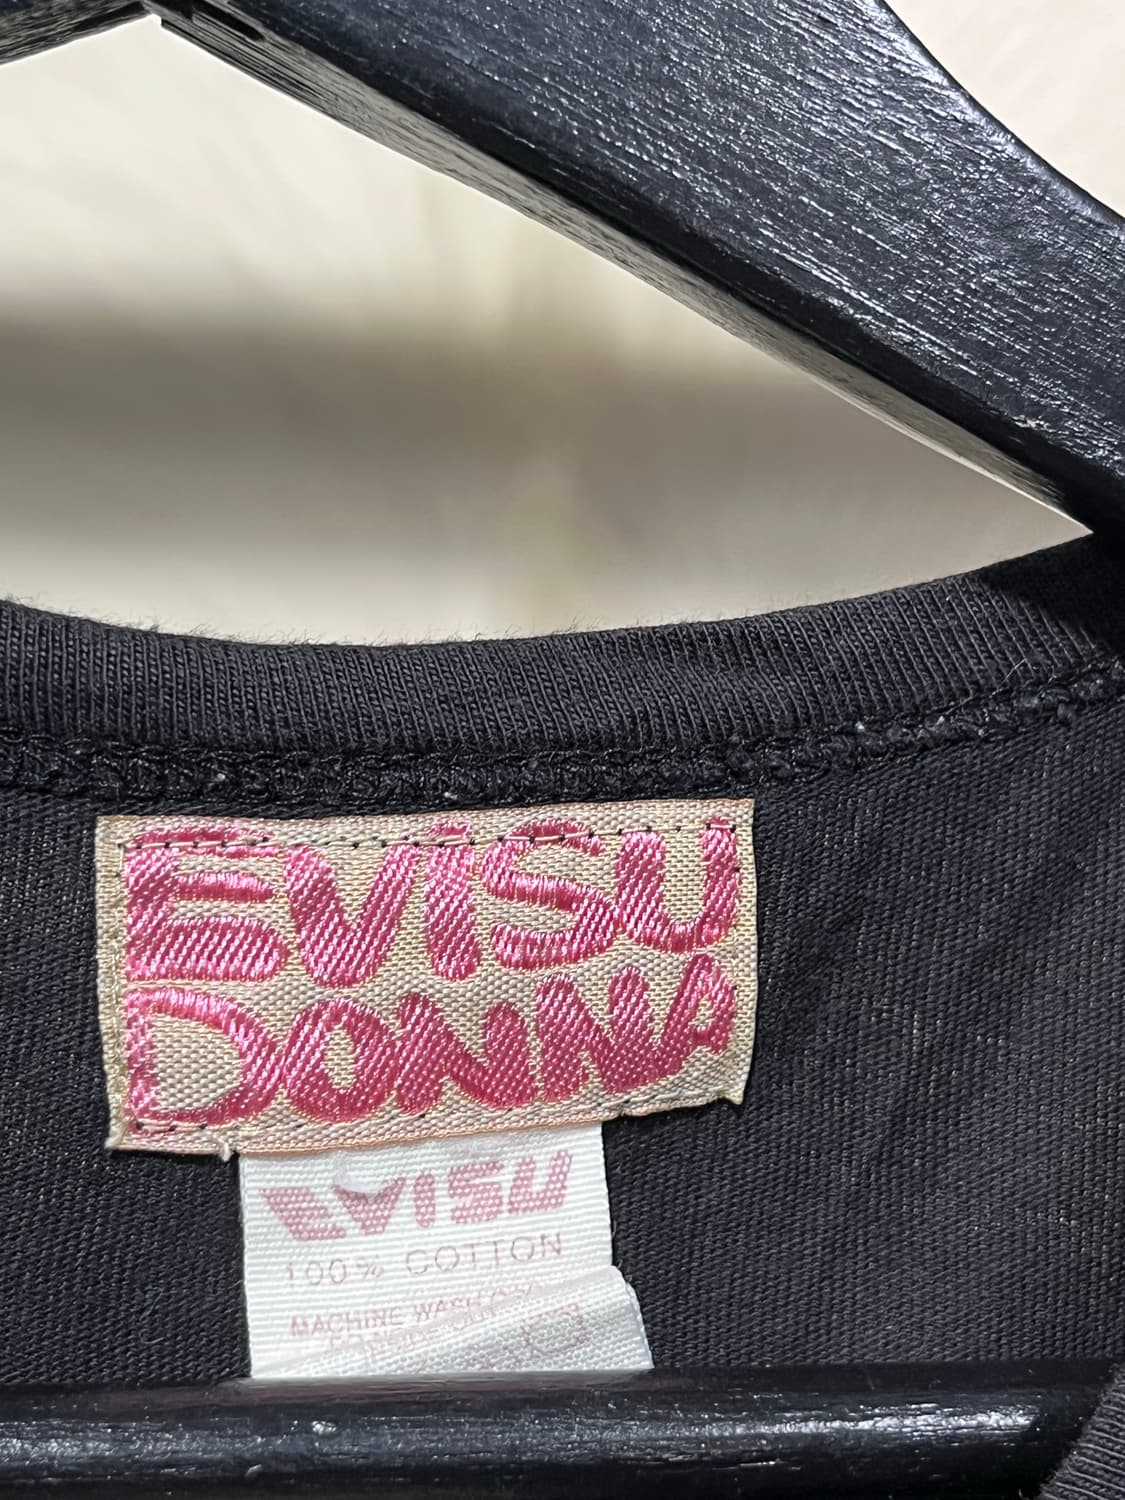 EVISU
DONNA
EVISU
100% COTTON
MACHINE WASH